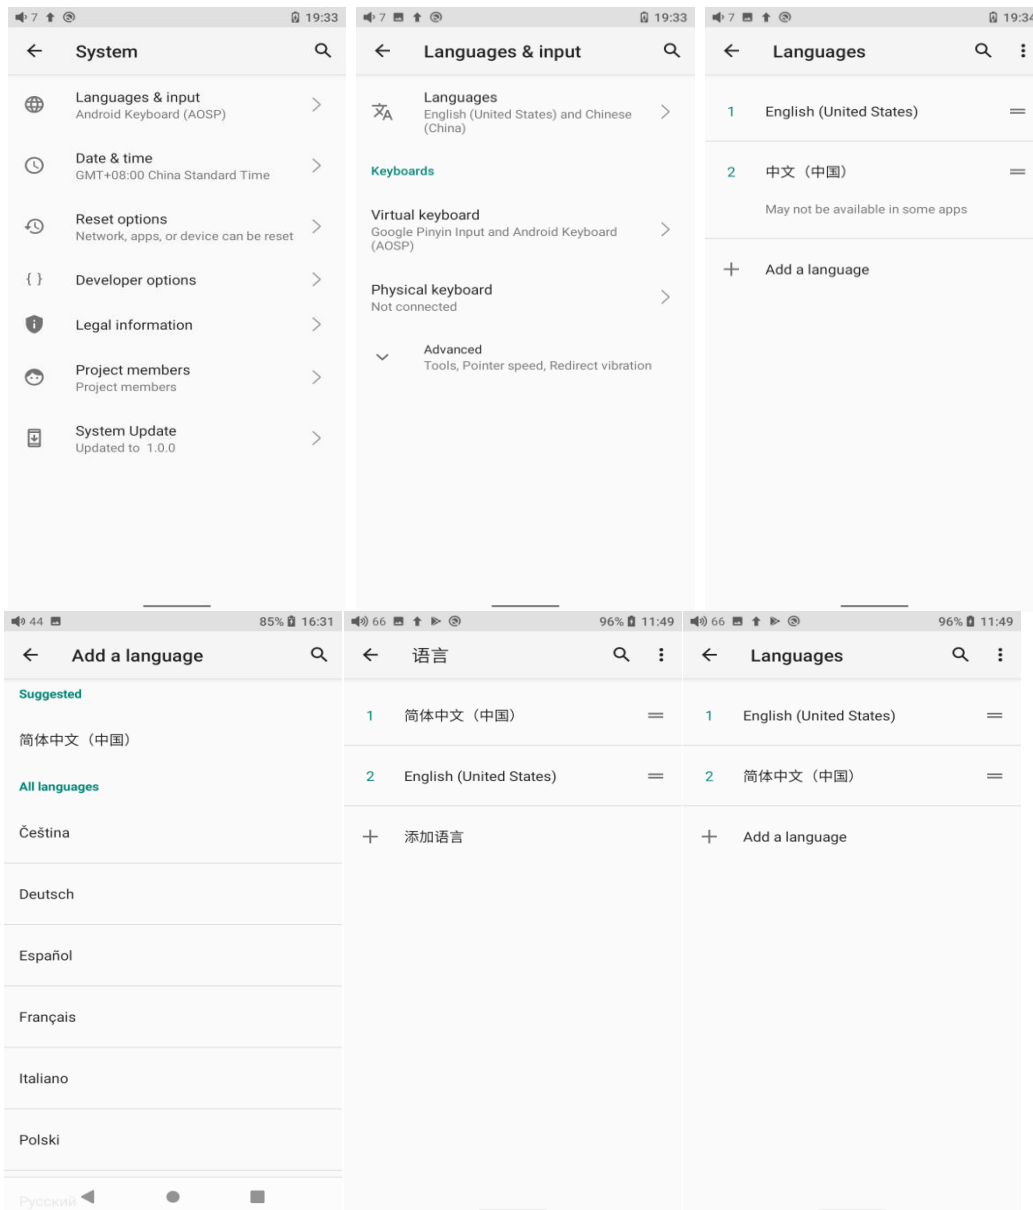 7 19:33
System
Languages & input
Android Keyboard (AOSP)
Date & time
GMT+08:00 China Standard Time
Reset options
Network, apps, or device can be reset
{ } Developer options
Legal information
Project members
Project members
System Update
Updated to 1.0.0
7 19:33
Languages & input
Languages
English (United States) and Chinese
(China)
Keyboards
Virtual keyboard
Google Pinyin Input and Android Keyboard
(AOSP)
Physical keyboard
Not connected
Advanced
Tools, Pointer speed, Redirect vibration
7 19:34
Languages
1 English (United States)
2 中文（中国）
May not be available in some apps
Add a language
44 85% 16:31
Add a language
Suggested
简体中文（中国）
All languages
Čeština
Deutsch
Español
Français
Italiano
Polski
Русский
66 96% 11:49
语言
1 简体中文（中国）
2 English (United States)
添加语言
66 96% 11:49
Languages
1 English (United States)
2 简体中文（中国）
Add a language